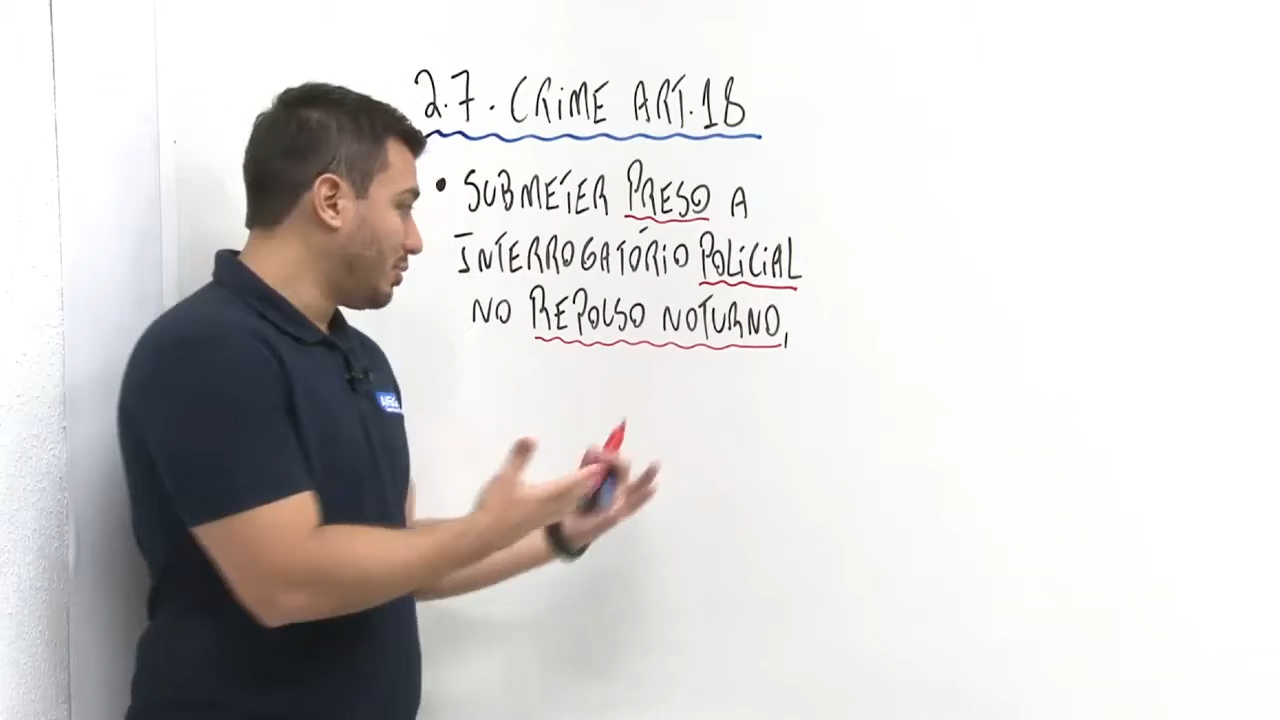 2.7. CRIME ART. 18
• SUBMETER PRESO A
INTERROGATÓRIO POLICIAL
NO REPOUSO NOTURNO,